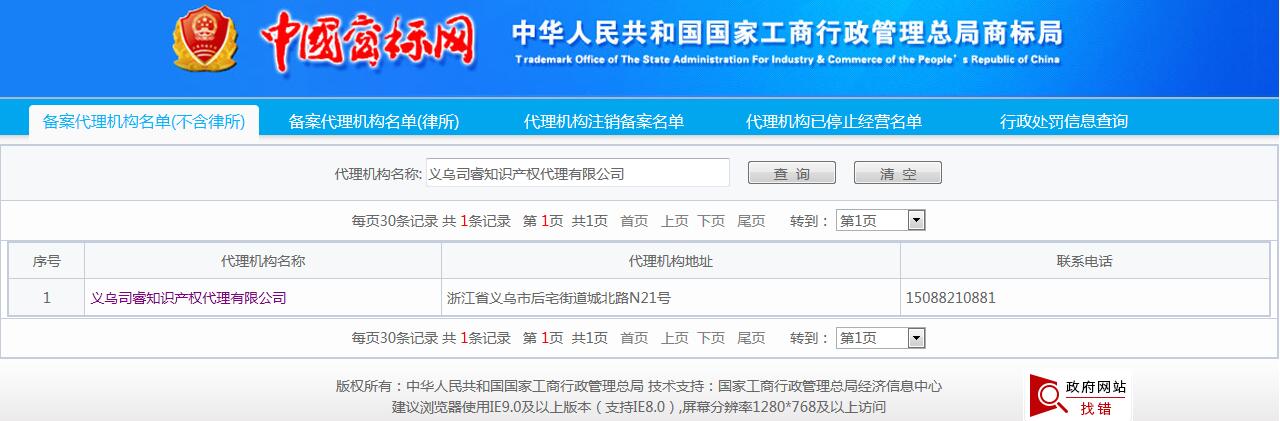 中国商标网
中华人民共和国国家工商行政管理总局商标局
Trademark Office of The State Administration For Industry & Commerce of the People's Republic of China
备案代理机构名单(不含律所) 备案代理机构名单(律所) 代理机构注销备案名单 代理机构已停止经营名单 行政处罚信息查询
代理机构名称: 义乌司睿知识产权代理有限公司 查 询 清 空
每页30条记录 共 1条记录 第 1页 共1页 首页 上页 下页 尾页 转到： 第1页
序号 代理机构名称 代理机构地址 联系电话
1 义乌司睿知识产权代理有限公司 浙江省义乌市后宅街道城北路N21号 15088210881
每页30条记录 共 1条记录 第 1页 共1页 首页 上页 下页 尾页 转到： 第1页
版权所有：中华人民共和国国家工商行政管理总局 技术支持：国家工商行政管理总局经济信息中心
建议浏览器使用IE9.0及以上版本（支持IE8.0）,屏幕分辨率1280*768及以上访问
政府网站
找错